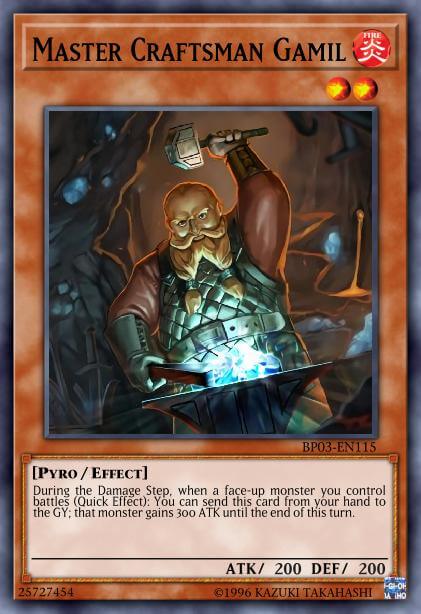 MASTER CRAFTSMAN GAMIL
FIRE
炎
BP03-EN115
[PYRO / EFFECT]
During the Damage Step, when a face-up monster you control
battles (Quick Effect): You can send this card from your hand to
the GY; that monster gains 300 ATK until the end of this turn.
ATK/ 200 DEF/ 200
25727454
©1996 KAZUKI TAKAHASHI